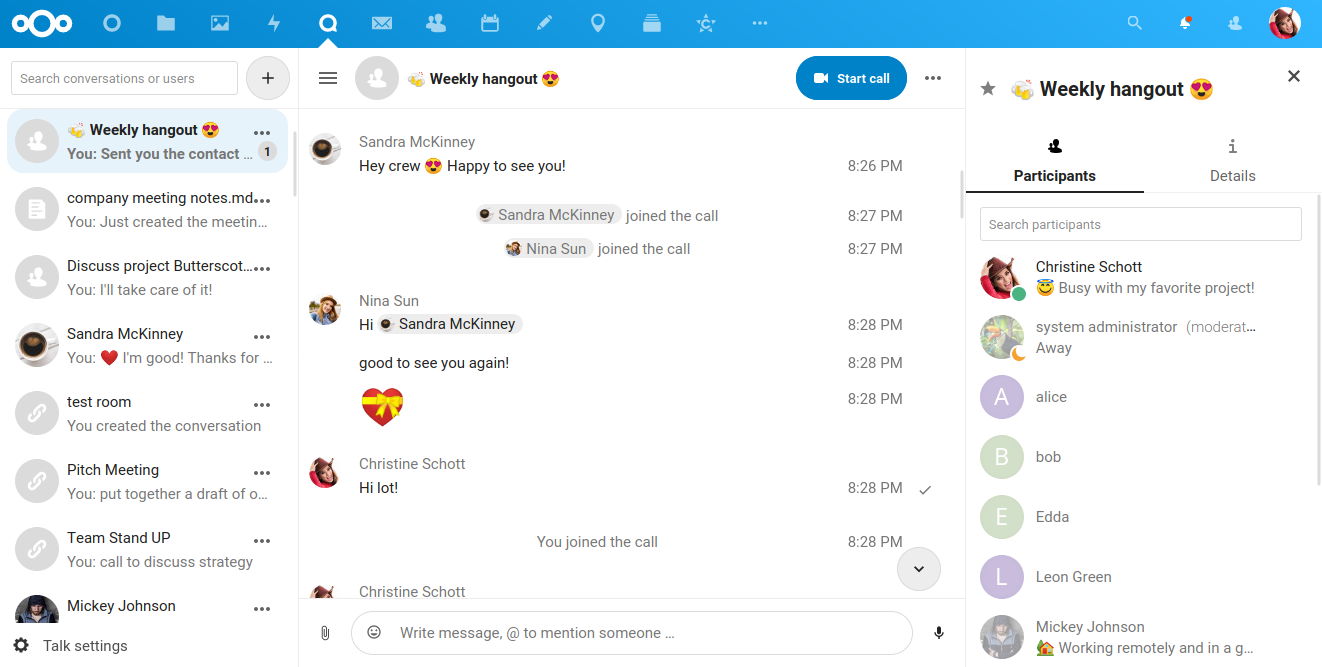 Search conversations or users
Weekly hangout
You: Sent you the contact ...
1
company meeting notes.md...
You: Just created the meetin...
Discuss project Butterscot...
You: I'll take care of it!
Sandra McKinney
You: ❤️ I'm good! Thanks for ...
test room
You created the conversation
Pitch Meeting
You: put together a draft of o...
Team Stand UP
You: call to discuss strategy
Mickey Johnson
Talk settings
🍻 Weekly hangout 😍
Start call
Sandra McKinney
Hey crew 😍 Happy to see you! 8:26 PM
Sandra McKinney joined the call 8:27 PM
Nina Sun joined the call 8:27 PM
Nina Sun
Hi Sandra McKinney 8:28 PM
good to see you again! 8:28 PM
💝 8:28 PM
Christine Schott
Hi lot! 8:28 PM
You joined the call 8:28 PM
Christine Schott
Write message, @ to mention someone ...
🍻 Weekly hangout 😍
Participants Details
Search participants
Christine Schott
😇 Busy with my favorite project!
system administrator (moderat...
Away
A alice
B bob
E Edda
L Leon Green
Mickey Johnson
🏡 Working remotely and in a g...